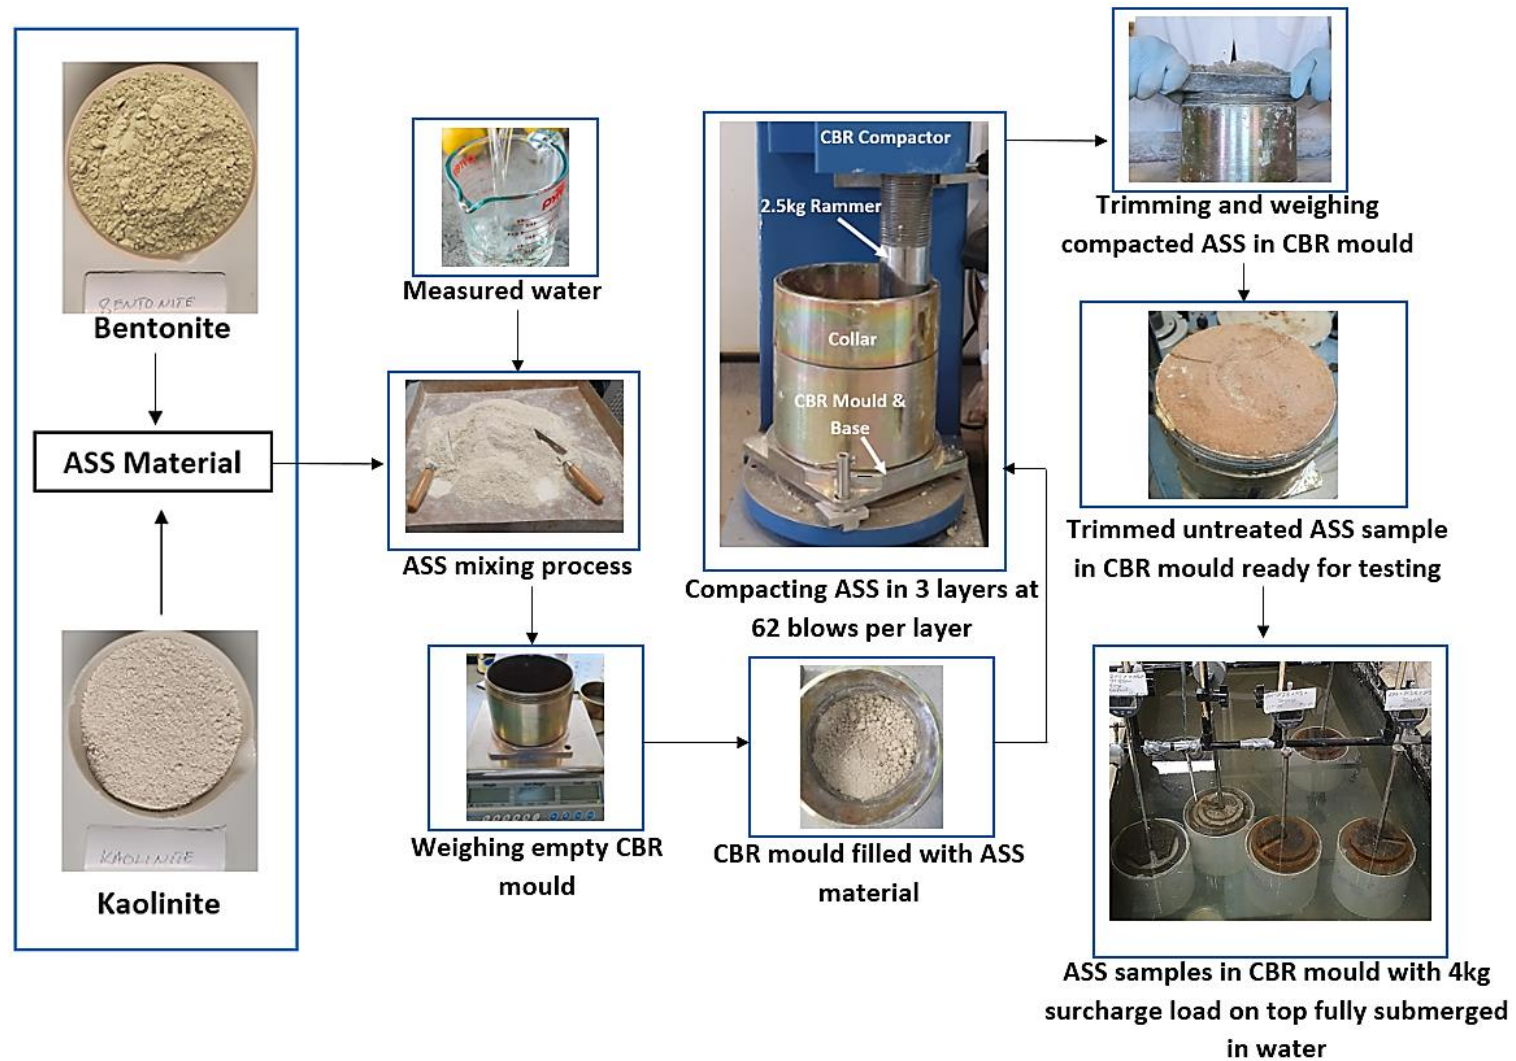 BENTONITE
Bentonite
ASS Material
KAOLINITE
Kaolinite
Measured water
ASS mixing process
Weighing empty CBR
mould
CBR mould filled with ASS
material
CBR Compactor
2.5kg Rammer
Collar
CBR Mould &
Base
Compacting ASS in 3 layers at
62 blows per layer
Trimming and weighing
compacted ASS in CBR mould
Trimmed untreated ASS sample
in CBR mould ready for testing
ASS samples in CBR mould with 4kg
surcharge load on top fully submerged
in water